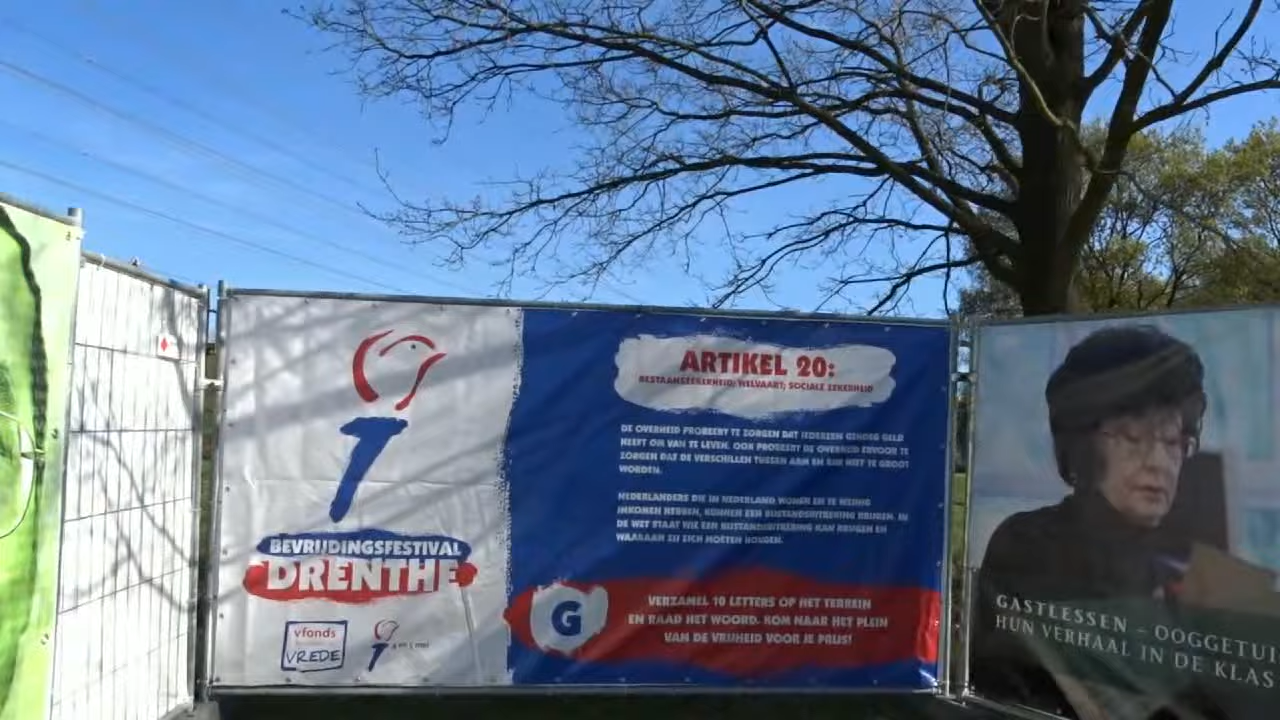 ARTIKEL 20:
BESTAANSZEKERHEID; WELVAART; SOCIALE ZEKERHEID
DE OVERHEID PROBEERT TE ZORGEN DAT IEDEREEN GENOEG GELD
HEEFT OM VAN TE LEVEN. OOK PROBEERT DE OVERHEID ERVOOR TE
ZORGEN DAT DE VERSCHILLEN TUSSEN ARM EN RIJK NIET TE GROOT
WORDEN.
NEDERLANDERS DIE IN NEDERLAND WONEN EN TE WEINIG
INKOMEN HEBBEN, KUNNEN EEN BIJSTANDSUITKERING KRIJGEN. IN
DE WET STAAT WIE EEN BIJSTANDSUITKERING KAN KRIJGEN EN
WAARAAN ZIJ ZICH MOETEN HOUDEN.
BEVRIJDINGSFESTIVAL
DRENTHE
vfonds
VREDE
4 en 5 mei
G
VERZAMEL 10 LETTERS OP HET TERREIN
EN RAAD HET WOORD. KOM NAAR HET PLEIN
VAN DE VRIJHEID VOOR JE PRIJS!
GASTLESSEN - OOGGETUI
HUN VERHAAL IN DE KLAS